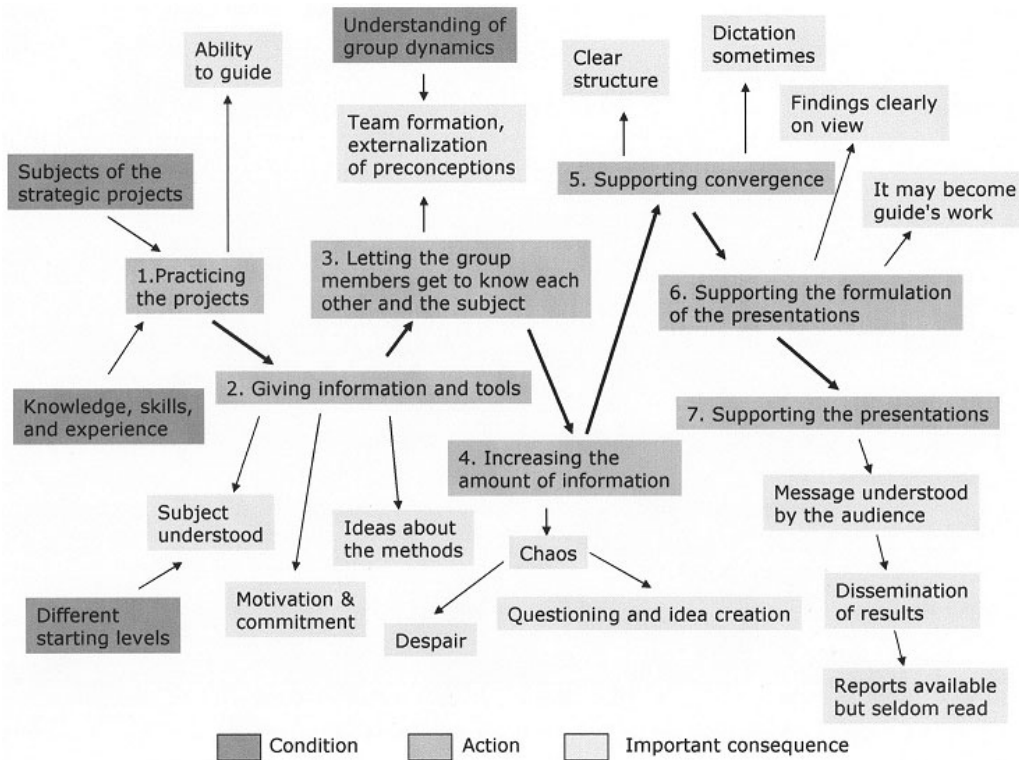 Understanding of
group dynamics
Ability
to guide
Clear
structure
Dictation
sometimes
Findings clearly
on view
Team formation,
externalization
of preconceptions
Subjects of the
strategic projects
5. Supporting convergence
It may become
guide's work
1.Practicing
the projects
3. Letting the group
members get to know each
other and the subject
6. Supporting the formulation
of the presentations
2. Giving information and tools
Knowledge, skills,
and experience
7. Supporting the presentations
4. Increasing the
amount of information
Subject
understood
Ideas about
the methods
Message understood
by the audience
Chaos
Different
starting levels
Motivation &
commitment
Despair
Questioning and idea creation
Dissemination
of results
Reports available
but seldom read
Condition
Action
Important consequence